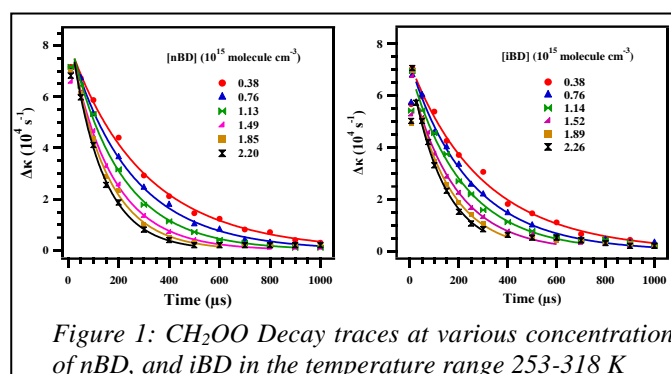 [nBD] (10¹⁵ molecule cm⁻³)
0.38
0.76
1.13
1.49
1.85
2.20
8
6
4
2
0
Δκ (10⁴ s⁻¹)
0 200 400 600 800 1000
Time (µs)
[iBD] (10¹⁵ molecule cm⁻³)
0.38
0.76
1.14
1.52
1.89
2.26
8
6
4
2
0
Δκ (10⁴ s⁻¹)
0 200 400 600 800 1000
Time (µs)
Figure 1: CH₂OO Decay traces at various concentration
of nBD, and iBD in the temperature range 253-318 K